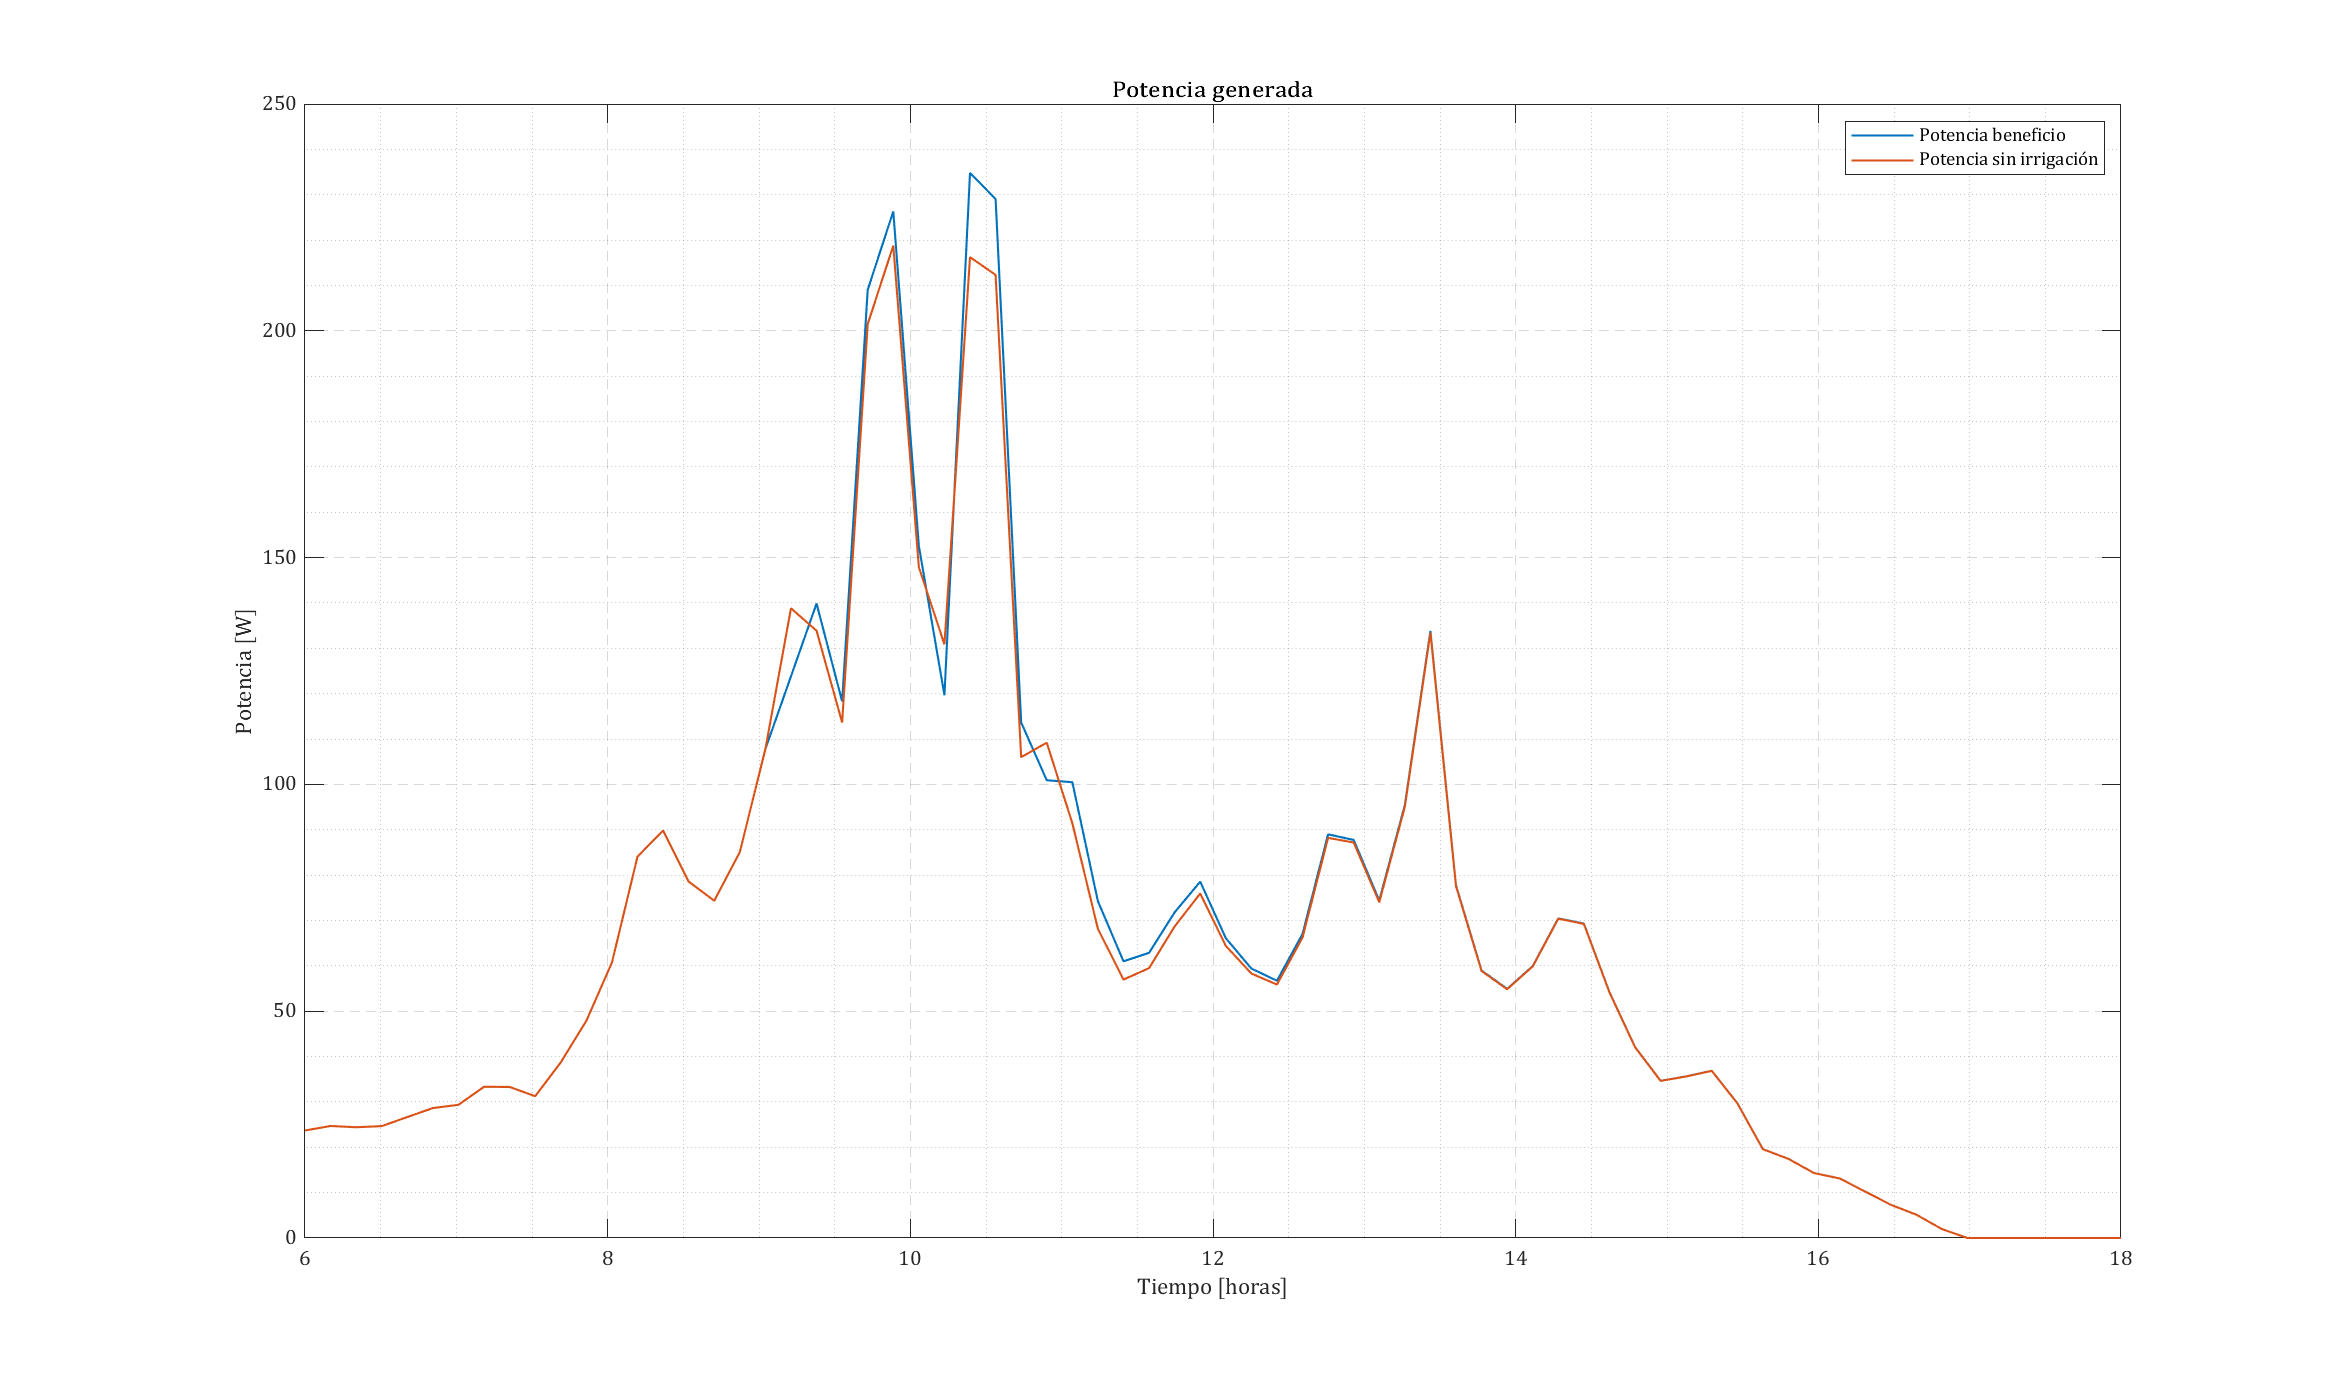 Potencia generada
250
200
150
100
50
0
Potencia [W]
Potencia beneficio
Potencia sin irrigación
6 8 10 12 14 16 18
Tiempo [horas]